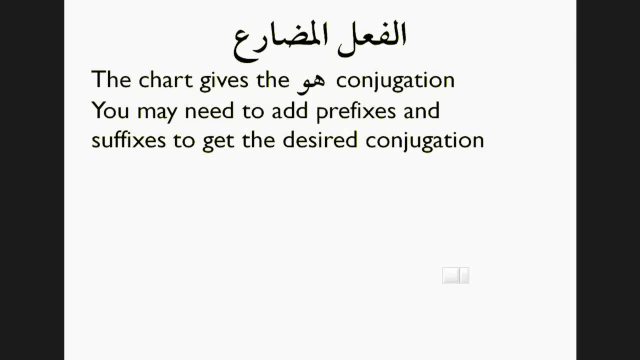 الفعل المضارع
The chart gives the هو conjugation
You may need to add prefixes and
suffixes to get the desired conjugation